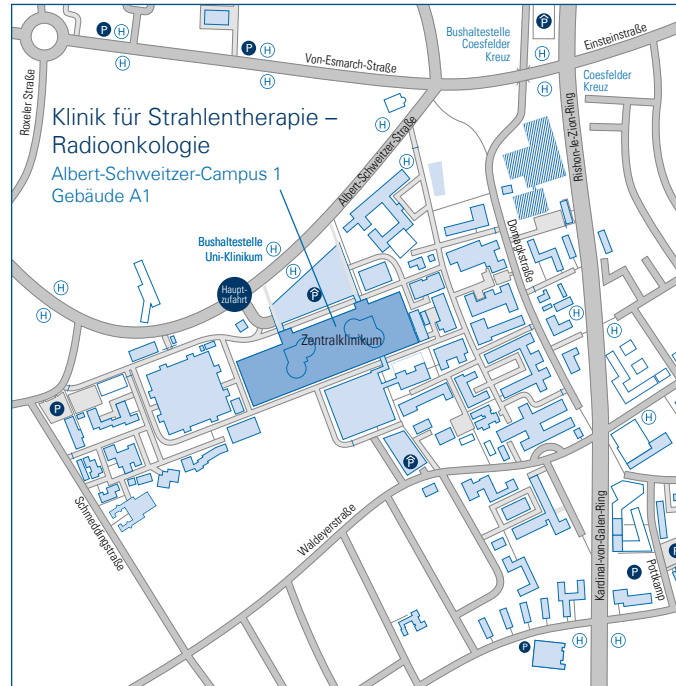 P
H
H
P
H
H
Von-Esmarch-Straße
Bushaltestelle
Coesfelder
Kreuz
H
P
H
H
Einsteinstraße
Coesfelder
Kreuz
Roxeler Straße
Klinik für Strahlentherapie –
Radioonkologie
Albert-Schweitzer-Campus 1
Gebäude A1
H
H
Albert-Schweitzer-Straße
Rishon-le-Zion-Ring
Domagkstraße
Bushaltestelle
Uni-Klinikum
H
H
Haupt-
zufahrt
P
H
H
H
H
Zentralklinikum
P
H
H
P
Schmeddingstraße
Waldeyerstraße
Kardinal-von-Galen-Ring
P
P
Pottkamp
P
H
H